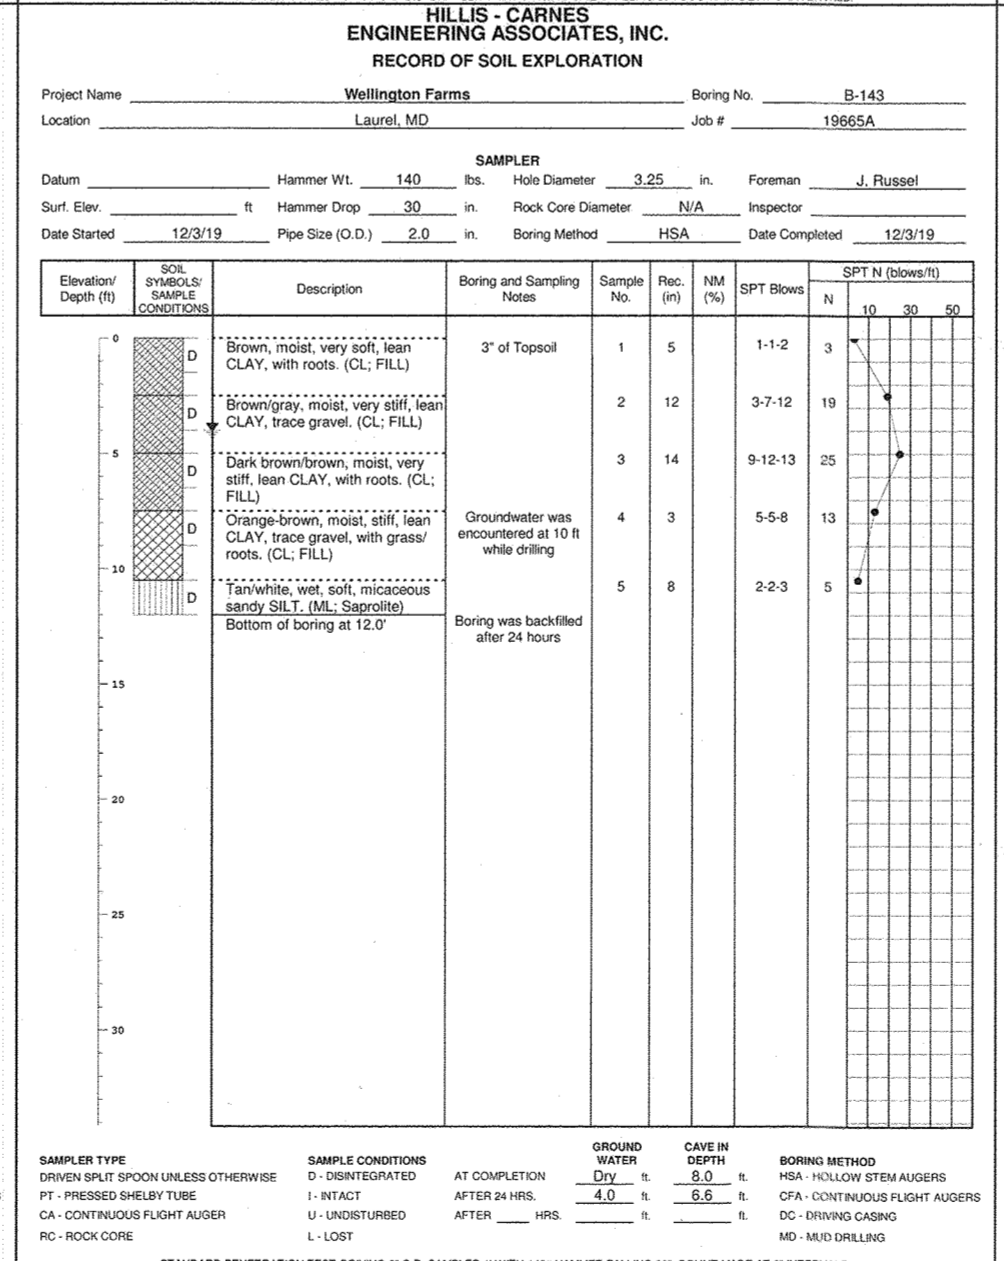 HILLIS - CARNES
ENGINEERING ASSOCIATES, INC.
RECORD OF SOIL EXPLORATION
Project Name Wellington Farms Boring No. B-143
Location Laurel, MD Job # 19665A
SAMPLER
Datum Hammer Wt. 140 lbs. Hole Diameter 3.25 in. Foreman J. Russel
Surf. Elev. ft Hammer Drop 30 in. Rock Core Diameter N/A Inspector
Date Started 12/3/19 Pipe Size (O.D.) 2.0 in. Boring Method HSA Date Completed 12/3/19
Elevation/
Depth (ft)
SOIL
SYMBOLS/
SAMPLE
CONDITIONS
Description
Boring and Sampling
Notes
Sample
No.
Rec.
(in)
NM
(%)
SPT Blows
SPT N (blows/ft)
N
10 30 50
0 D Brown, moist, very soft, lean 3" of Topsoil 1 5 1-1-2 3
CLAY, with roots. (CL; FILL)
D Brown/gray, moist, very stiff, lean 2 12 3-7-12 19
CLAY, trace gravel. (CL; FILL)
5 D Dark brown/brown, moist, very 3 14 9-12-13 25
stiff, lean CLAY, with roots. (CL;
FILL)
D Orange-brown, moist, stiff, lean Groundwater was 4 3 5-5-8 13
CLAY, trace gravel, with grass/ encountered at 10 ft
roots. (CL; FILL) while drilling
10
D Tan/white, wet, soft, micaceous 5 8 2-2-3 5
sandy SILT. (ML; Saprolite)
Bottom of boring at 12.0' Boring was backfilled
after 24 hours
15
20
25
30
GROUND CAVE IN
SAMPLER TYPE SAMPLE CONDITIONS WATER DEPTH BORING METHOD
DRIVEN SPLIT SPOON UNLESS OTHERWISE D - DISINTEGRATED AT COMPLETION Dry ft. 8.0 ft. HSA - HOLLOW STEM AUGERS
PT - PRESSED SHELBY TUBE I - INTACT AFTER 24 HRS. 4.0 ft. 6.6 ft. CFA - CONTINUOUS FLIGHT AUGERS
CA - CONTINUOUS FLIGHT AUGER U - UNDISTURBED AFTER HRS. ft. ft. DC - DRIVING CASING
RC - ROCK CORE L - LOST MD - MUD DRILLING